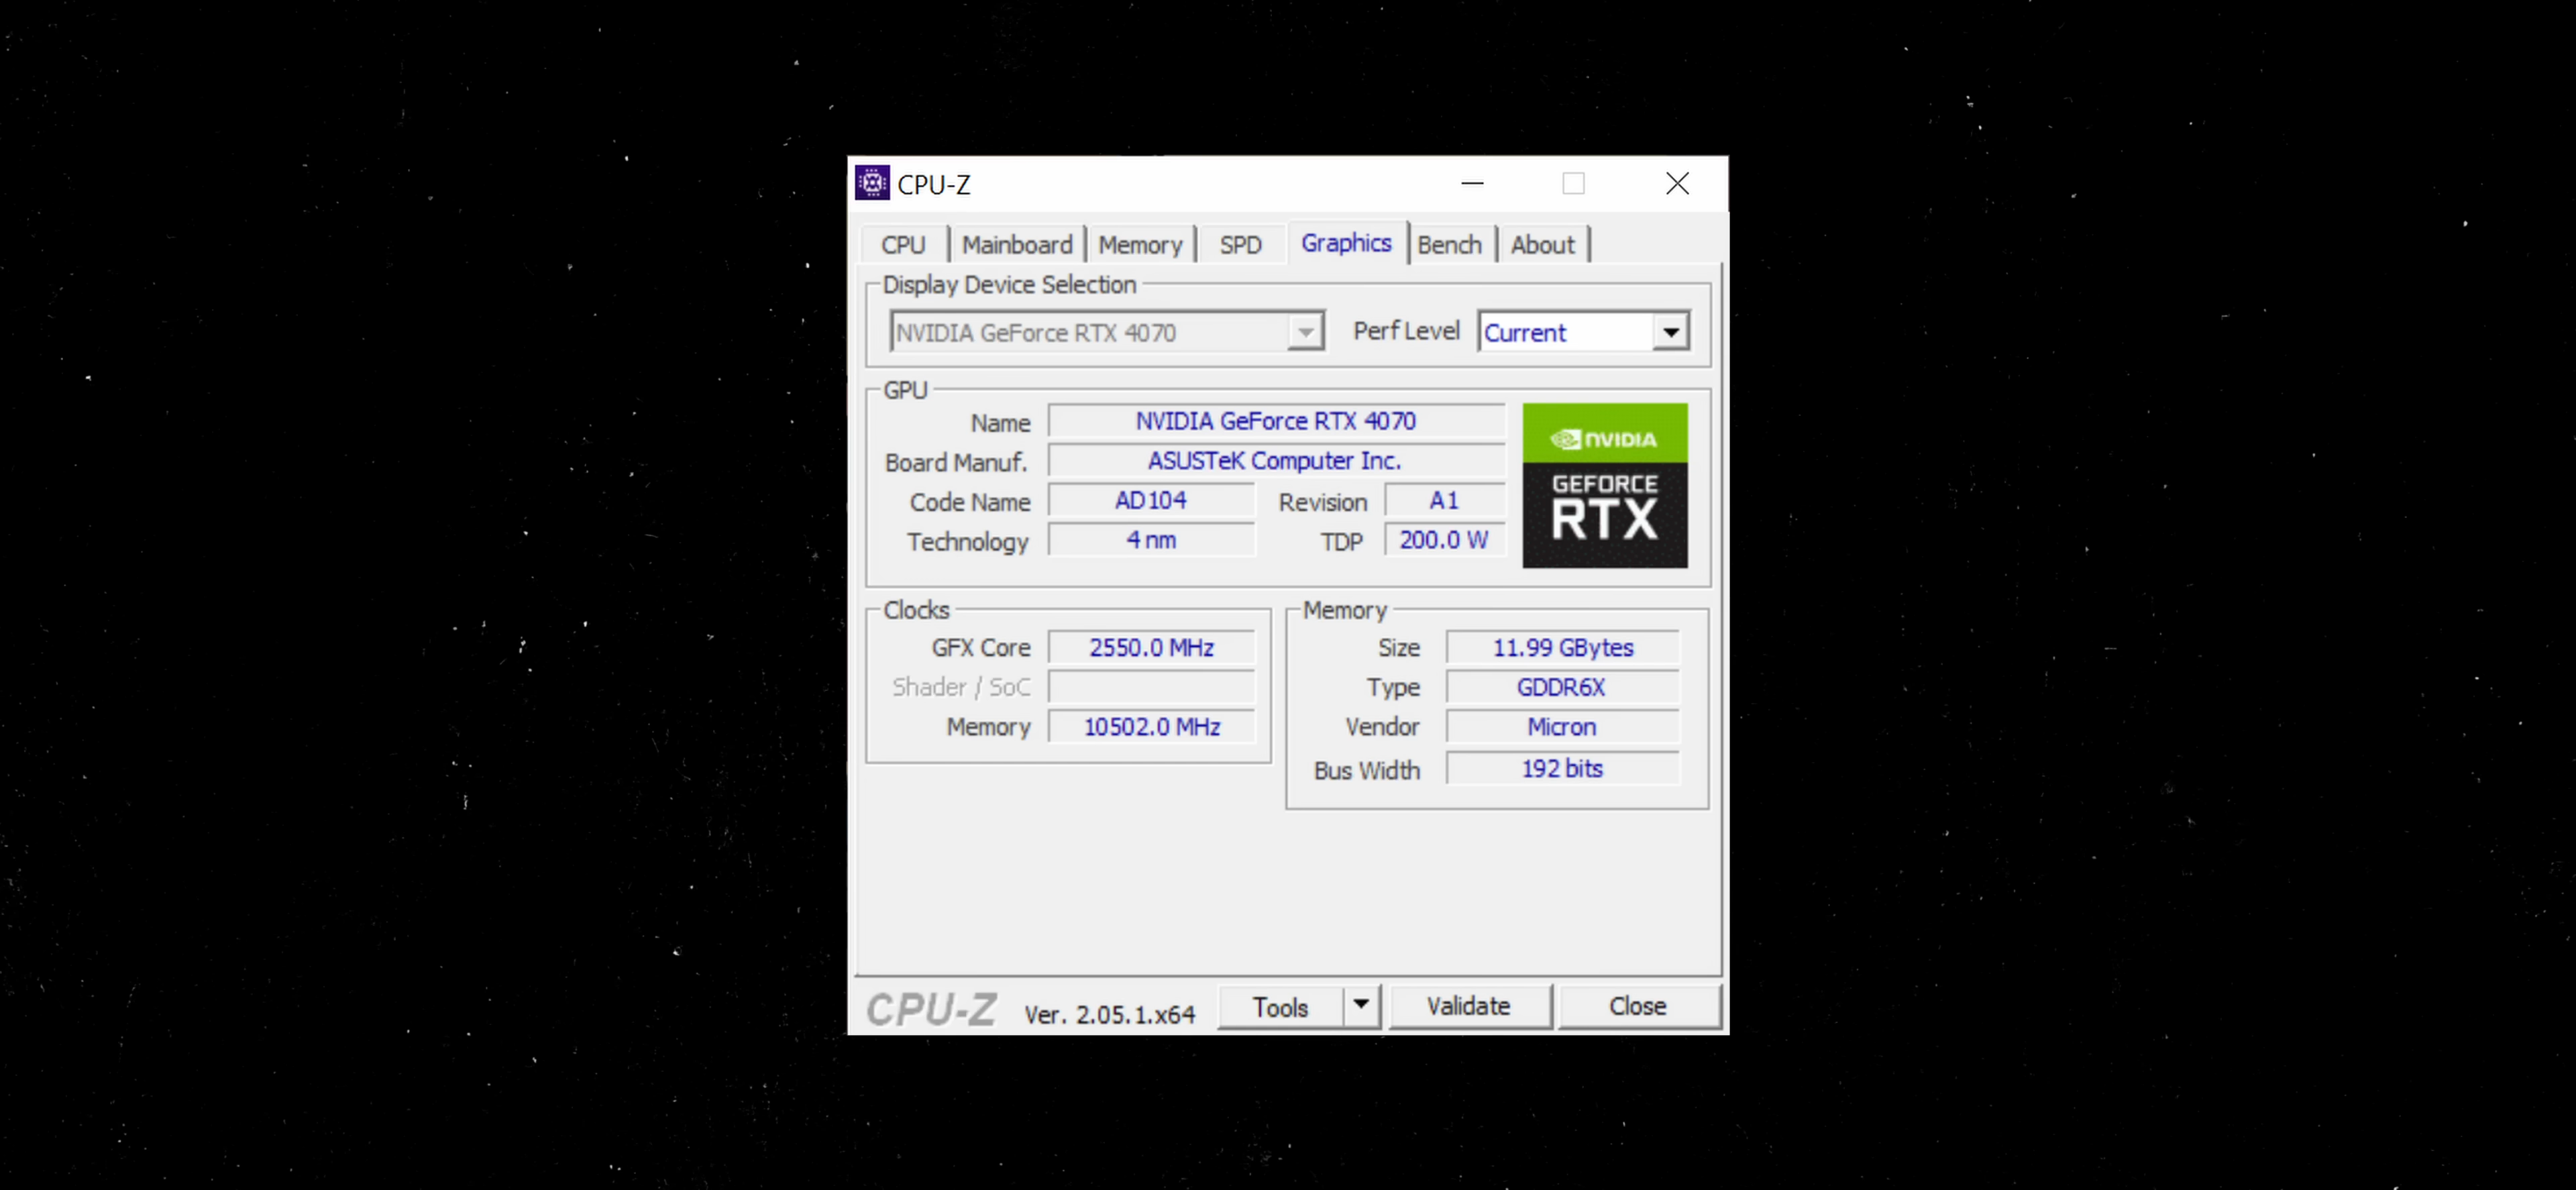 CPU-Z
CPU Mainboard Memory SPD Graphics Bench About
Display Device Selection
NVIDIA GeForce RTX 4070 Perf Level Current
GPU
Name NVIDIA GeForce RTX 4070
Board Manuf. ASUSTeK Computer Inc.
Code Name AD104 Revision A1
Technology 4 nm TDP 200.0 W
NVIDIA
GEFORCE
RTX
Clocks
GFX Core 2550.0 MHz
Shader / SoC
Memory 10502.0 MHz
Memory
Size 11.99 GBytes
Type GDDR6X
Vendor Micron
Bus Width 192 bits
CPU-Z Ver. 2.05.1.x64 Tools Validate Close